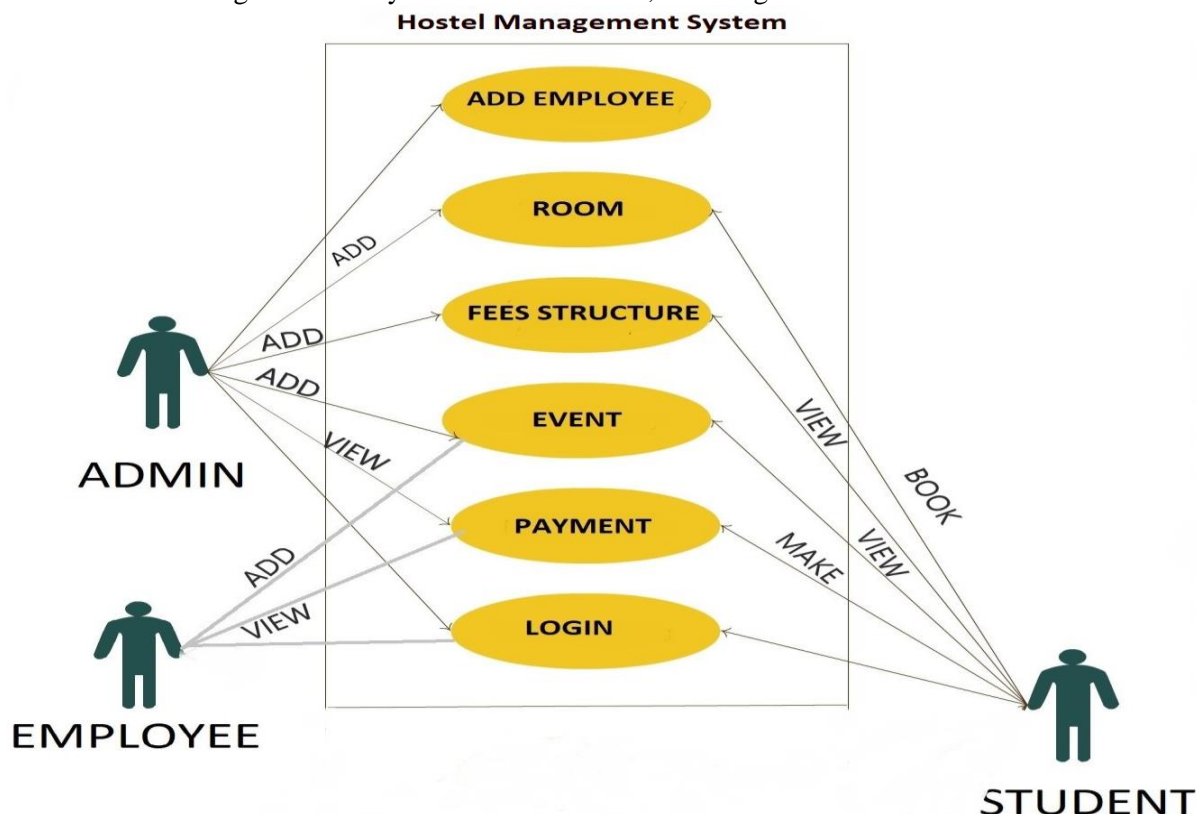 Hostel Management System
ADD EMPLOYEE
ROOM
ADD
FEES STRUCTURE
ADD
ADD
EVENT
VIEW
VIEW
BOOK
ADMIN
PAYMENT
MAKE
VIEW
ADD
VIEW
LOGIN
EMPLOYEE
STUDENT